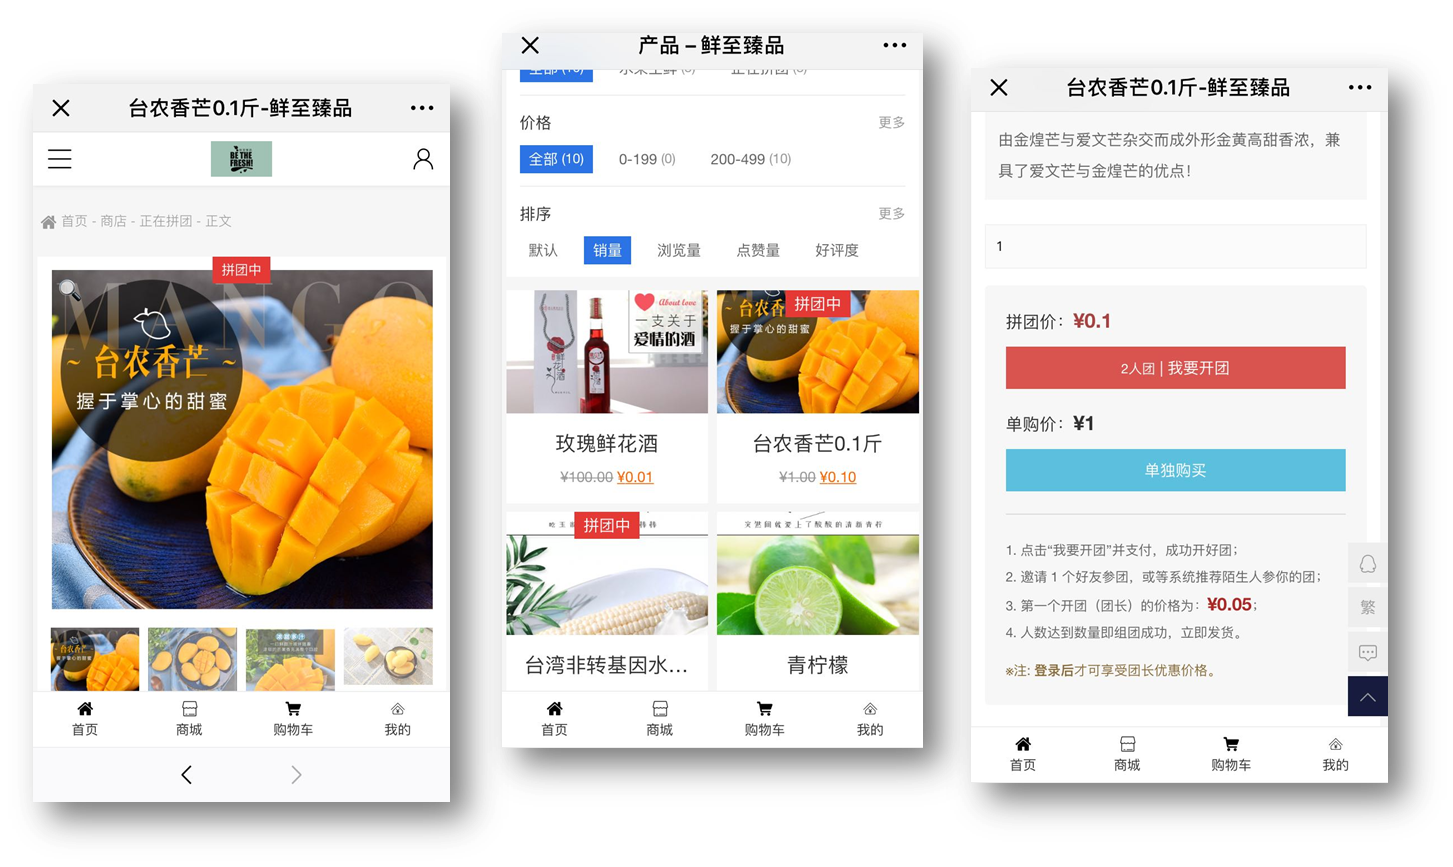 台农香芒0.1斤-鲜至臻品
BE THE
FRESH!
首页 - 商店 - 正在拼团 - 正文
拼团中
MANGO
~ 台农香芒 ~
握于掌心的甜蜜
台农香芒
握于掌心的甜蜜
首页
商城
购物车
我的
产品 – 鲜至臻品
价格
更多
全部 (10)
0-199 (0)
200-499 (10)
排序
更多
默认
销量
浏览量
点赞量
好评度
About love
一支关于
爱情的酒
鲜花酒
拼团中
~ 台农香
握于掌心的甜蜜
玫瑰鲜花酒
¥100.00 ¥0.01
台农香芒0.1斤
¥1.00 ¥0.10
拼团中
台湾非转基因水...
青柠檬
首页
商城
购物车
我的
台农香芒0.1斤-鲜至臻品
由金煌芒与爱文芒杂交而成外形金黄高甜香浓，兼
具了爱文芒与金煌芒的优点！
1
拼团价：¥0.1
2人团 | 我要开团
单购价：¥1
单独购买
1. 点击“我要开团”并支付，成功开好团；
2. 邀请 1 个好友参团，或等系统推荐陌生人参你的团；
3. 第一个开团（团长）的价格为：¥0.05；
4. 人数达到数量即组团成功，立即发货。
※注: 登录后才可享受团长优惠价格。
繁
首页
商城
购物车
我的